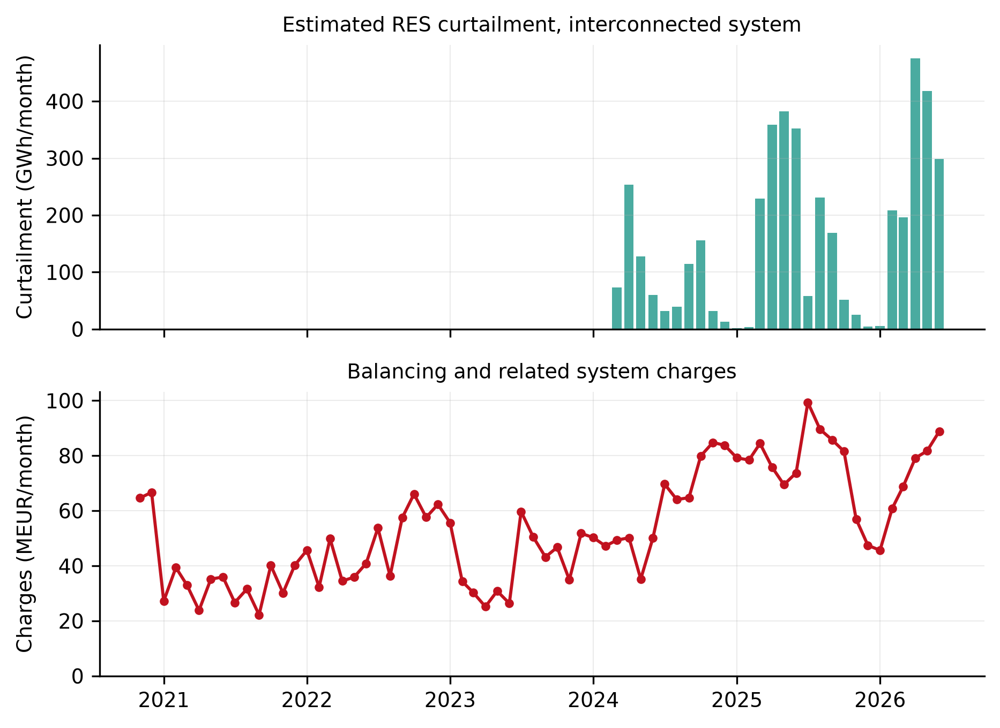 Estimated RES curtailment, interconnected system
Curtailment (GWh/month)
400
300
200
100
0
Balancing and related system charges
Charges (MEUR/month)
100
80
60
40
20
0
2021 2022 2023 2024 2025 2026